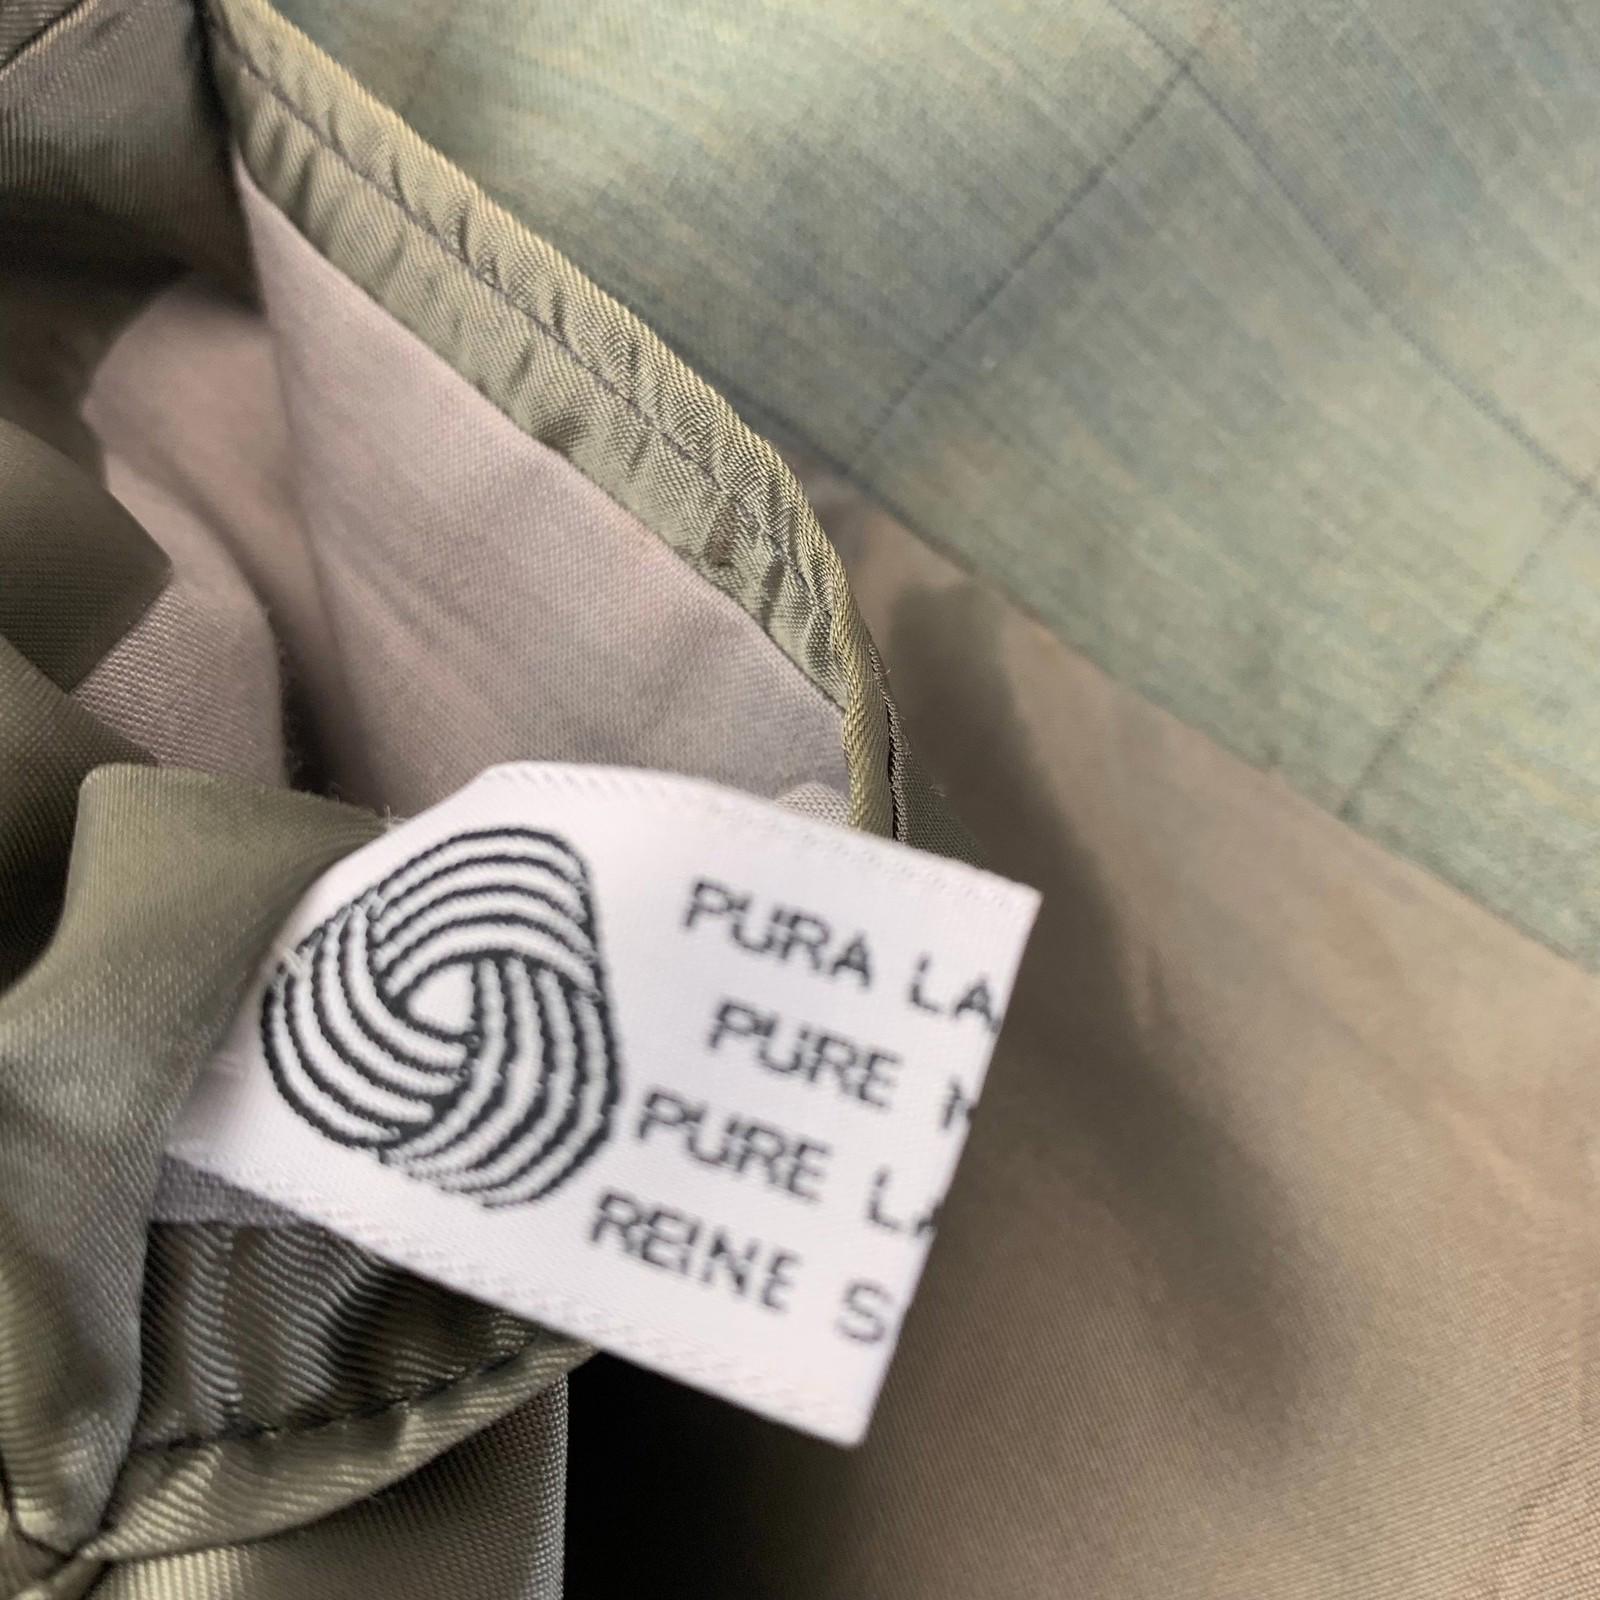 PURA LA
PURE N
PURE LA
REINE S